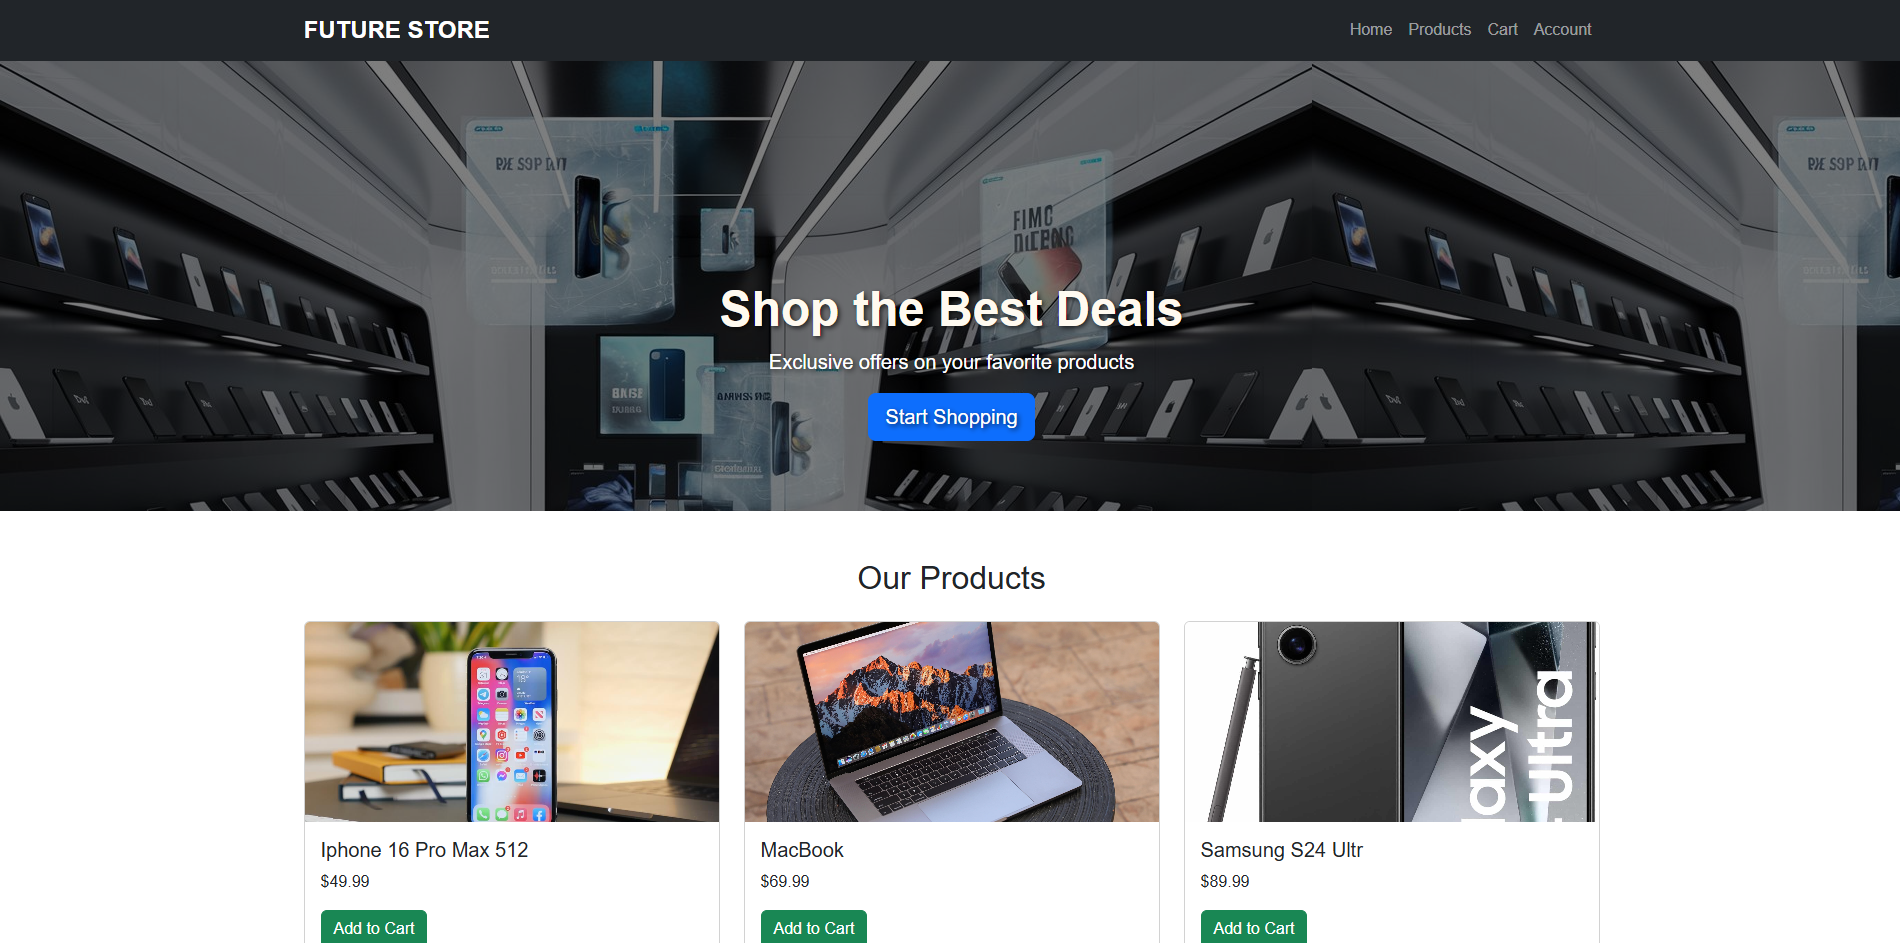 FUTURE STORE
Home Products Cart Account
Shop the Best Deals
Exclusive offers on your favorite products
Start Shopping
Our Products
laxy
Ultra
Iphone 16 Pro Max 512
MacBook
Samsung S24 Ultr
$49.99
$69.99
$89.99
Add to Cart
Add to Cart
Add to Cart